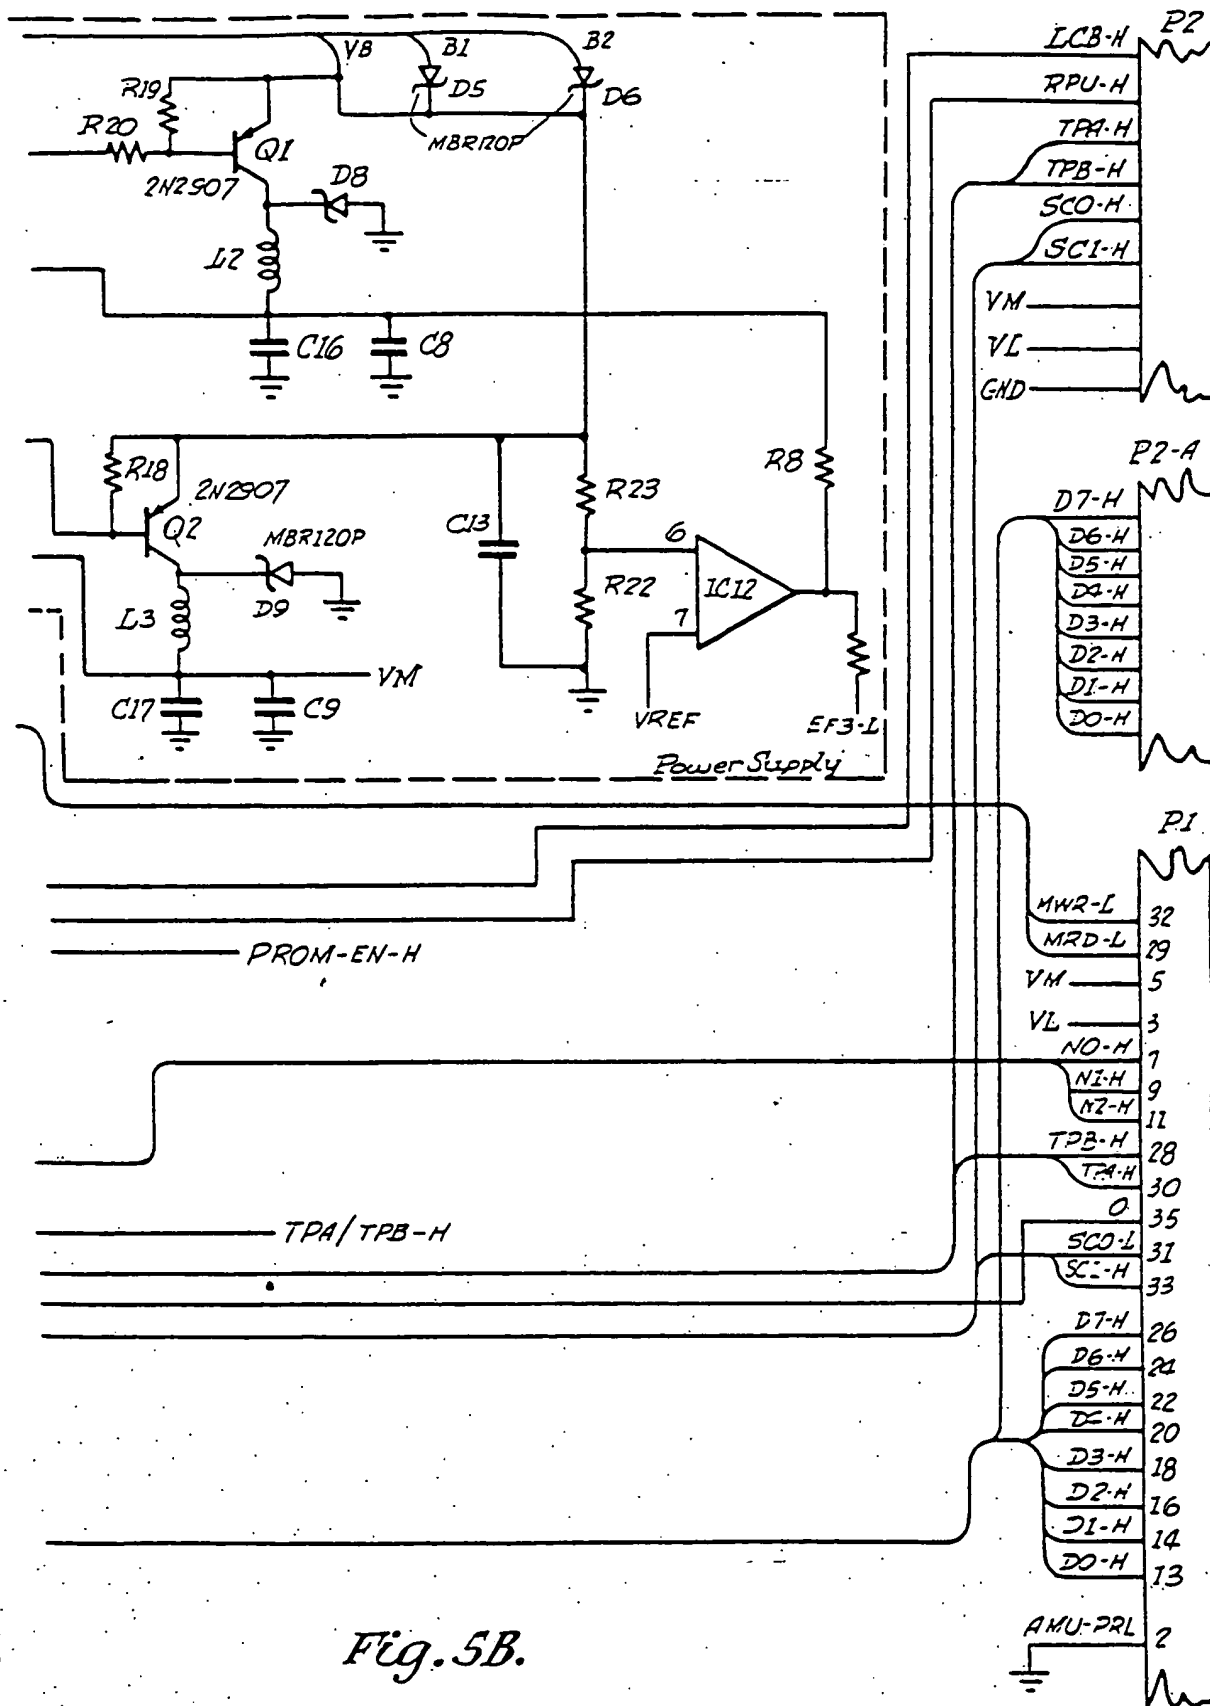 VB
B1
B2
R19
D5
D6
R20
MBR120P
Q1
2N2907
D8
L2
C16
C8
R18
2N2907
Q2
MBR120P
D9
L3
C13
R23
R22
6
7
IC12
R8
VREF
EF3-L
VM
C17
C9
Power Supply
P2
LCB-H
RPU-H
TPA-H
TPB-H
SCO-H
SC1-H
VM
VL
GND
P2-A
D7-H
D6-H
D5-H
D4-H
D3-H
D2-H
D1-H
D0-H
P1
MWR-L 32
MRD-L 29
VM 5
VL 3
N0-H 7
N1-H 9
N2-H 11
TPB-H 28
TPA-H 30
O 35
SCO-L 31
SC1-H 33
D7-H 26
D6-H 24
D5-H 22
D4-H 20
D3-H 18
D2-H 16
D1-H 14
D0-H 13
AMU-PRL 2
PROM-EN-H
TPA/TPB-H
Fig. 5B.